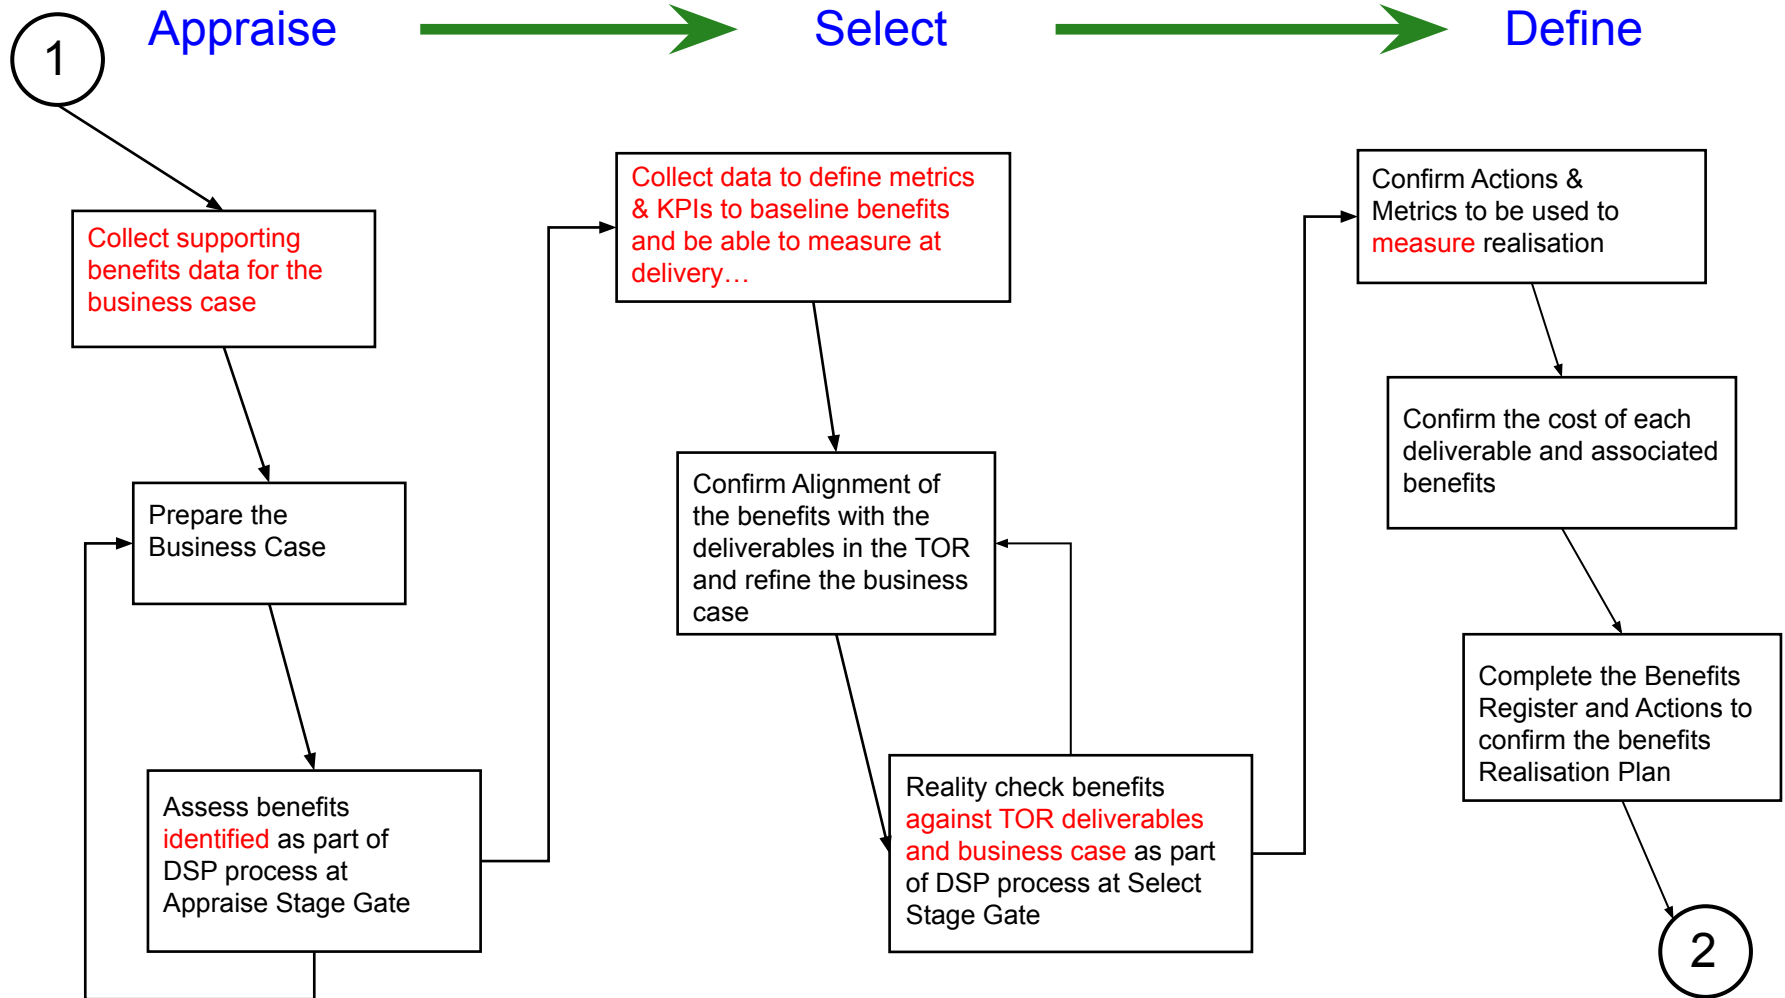 1
Appraise
Select
Define
Collect supporting
benefits data for the
business case
Prepare the
Business Case
Assess benefits
identified as part of
DSP process at
Appraise Stage Gate
Collect data to define metrics
& KPIs to baseline benefits
and be able to measure at
delivery…
Confirm Alignment of
the benefits with the
deliverables in the TOR
and refine the business
case
Reality check benefits
against TOR deliverables
and business case as part
of DSP process at Select
Stage Gate
Confirm Actions &
Metrics to be used to
measure realisation
Confirm the cost of each
deliverable and associated
benefits
Complete the Benefits
Register and Actions to
confirm the benefits
Realisation Plan
2